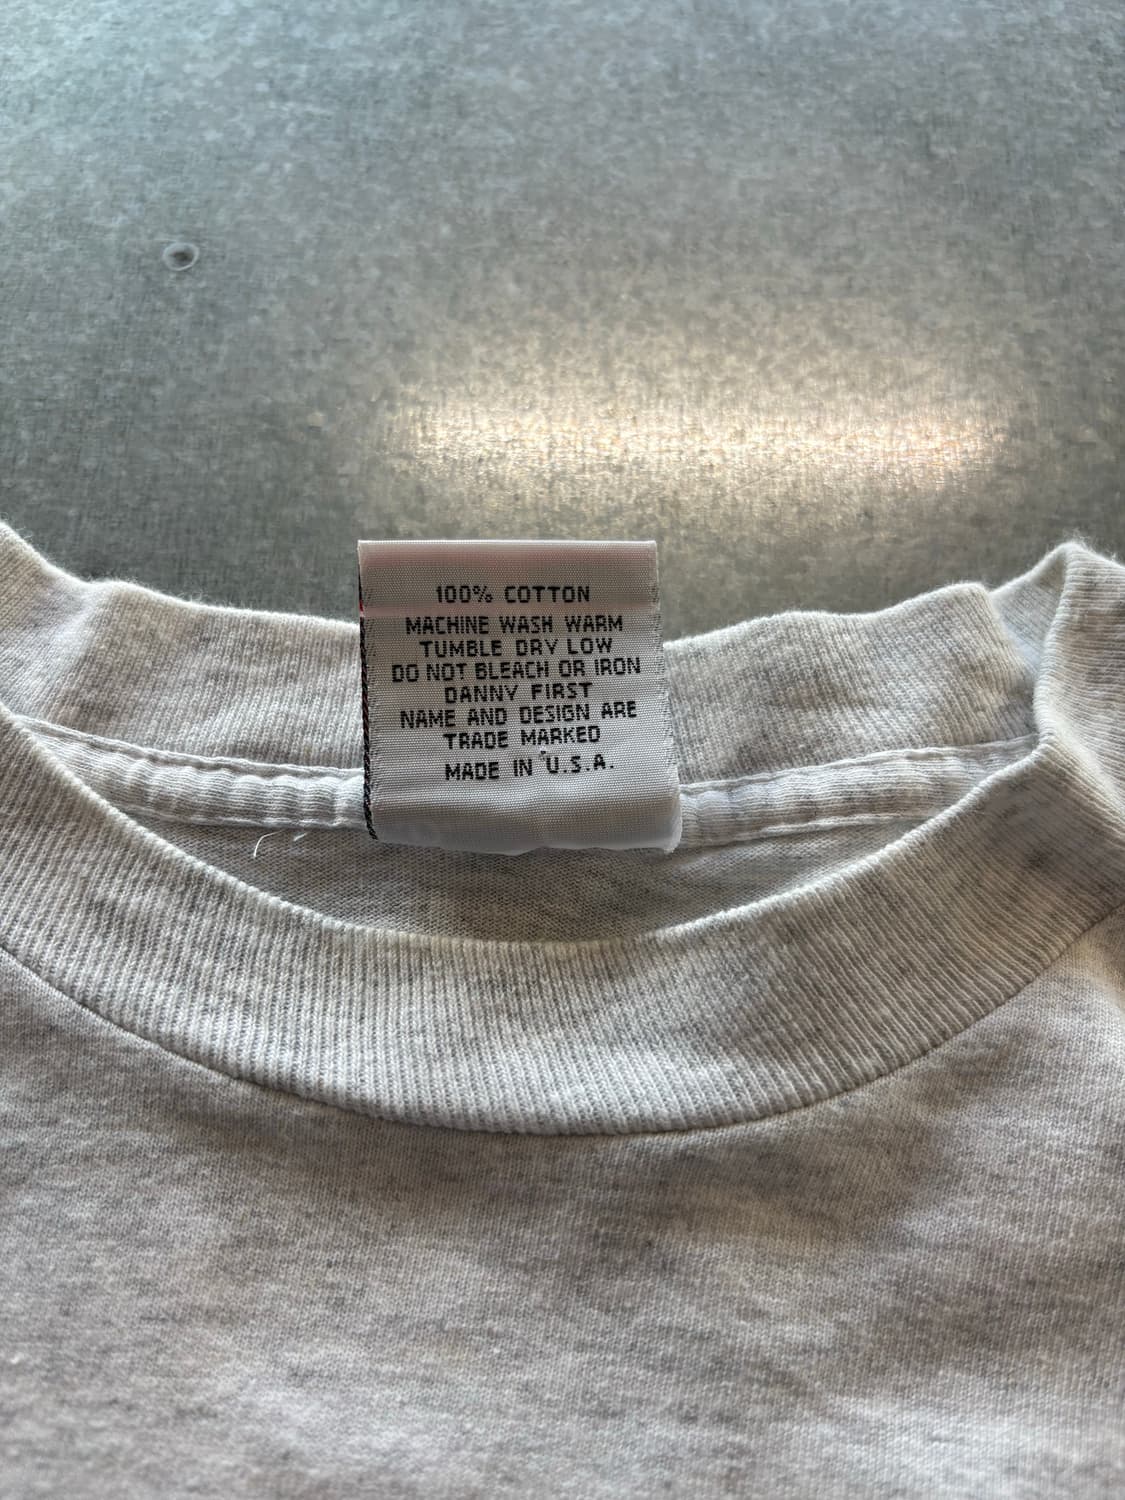 100% COTTON
MACHINE WASH WARM
TUMBLE DRY LOW
DO NOT BLEACH OR IRON
DANNY FIRST
NAME AND DESIGN ARE
TRADE MARKED
MADE IN U.S.A.